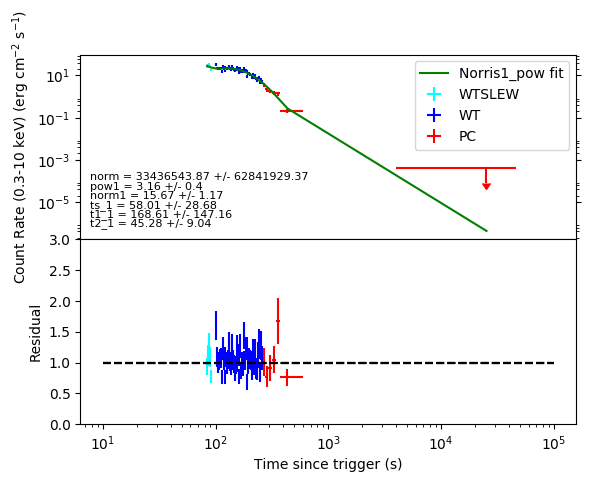 Count Rate (0.3-10 keV) (erg cm⁻² s⁻¹)
10¹
10⁻¹
10⁻³
10⁻⁵
Norris1_pow fit
WTSLEW
WT
PC
norm = 33436543.87 +/- 62841929.37
pow1 = 3.16 +/- 0.4
norm1 = 15.67 +/- 1.17
ts_1 = 58.01 +/- 28.68
t1_1 = 168.61 +/- 147.16
t2_1 = 45.28 +/- 9.04
Residual
3.0
2.5
2.0
1.5
1.0
0.5
0.0
10¹ 10² 10³ 10⁴ 10⁵
Time since trigger (s)